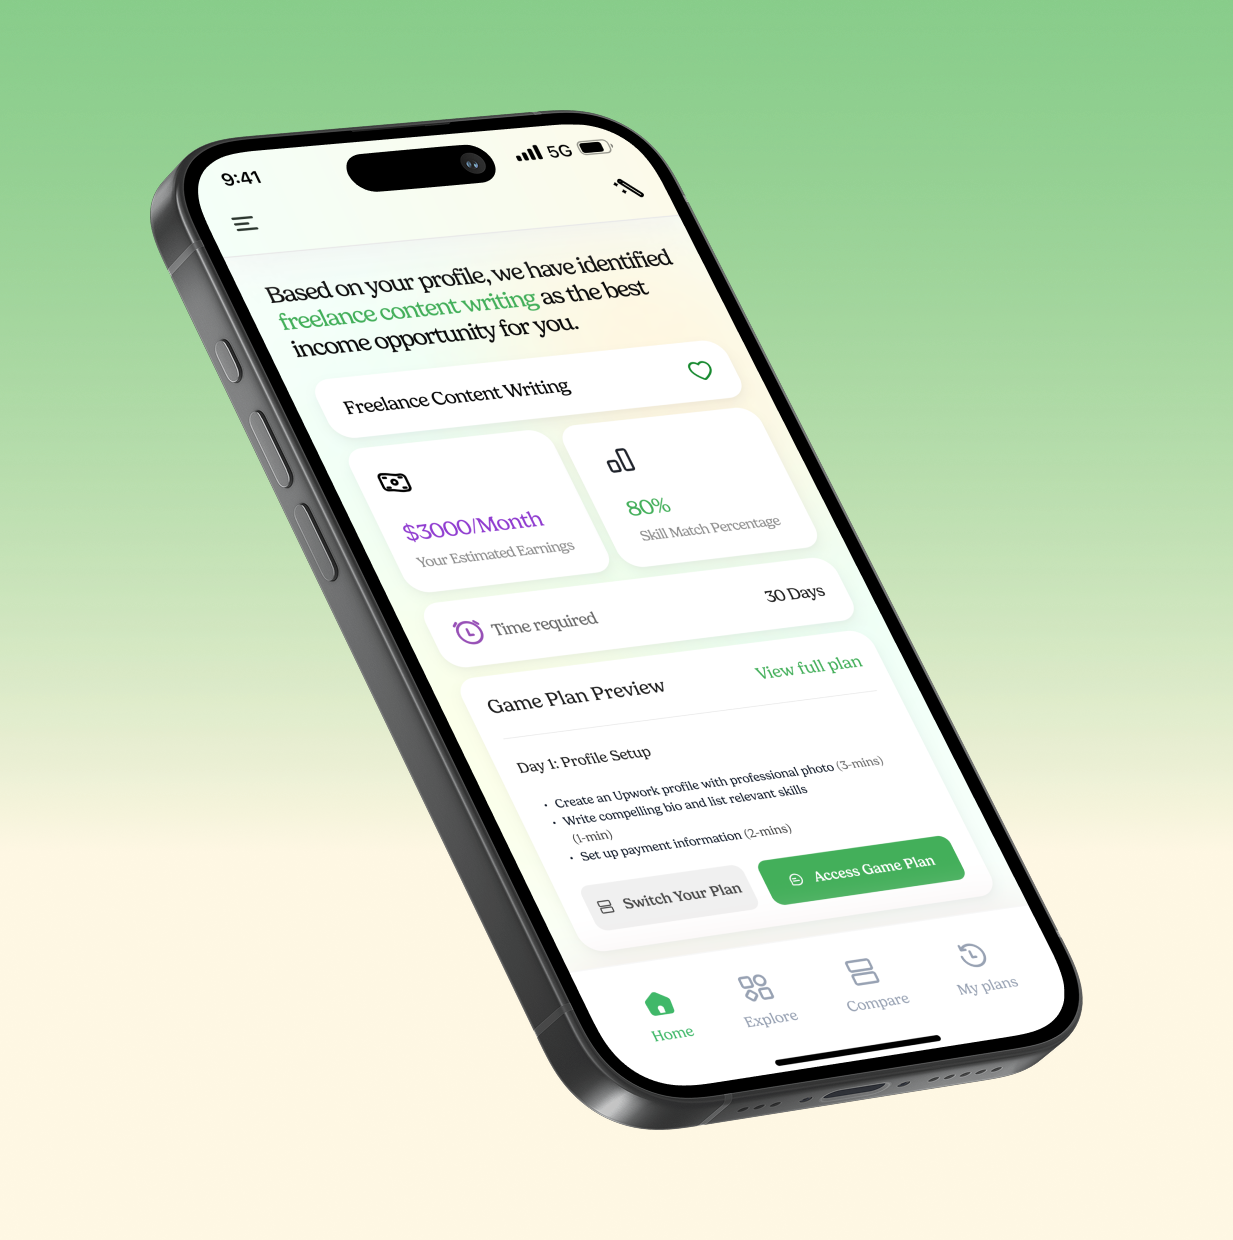 9:41
5G
Based on your profile, we have identified
freelance content writing as the best
income opportunity for you.
Freelance Content Writing
$3000/Month
Your Estimated Earnings
80%
Skill Match Percentage
Time required
30 Days
Game Plan Preview
View full plan
Day 1: Profile Setup
• Create an Upwork profile with professional photo (3-mins)
• Write compelling bio and list relevant skills
(1-min)
• Set up payment information (2-mins)
Switch Your Plan
Access Game Plan
Home
Explore
Compare
My plans